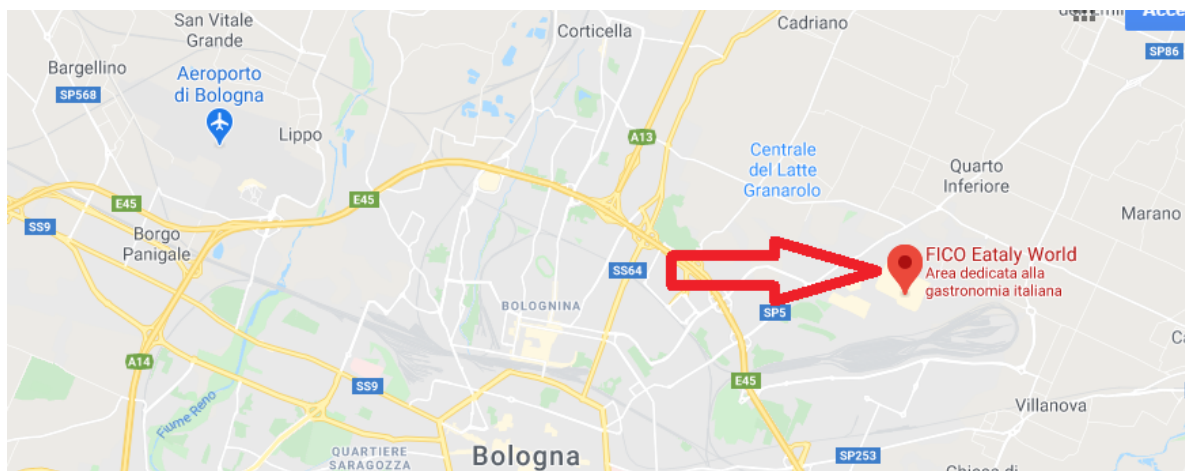 San Vitale
Grande
Corticella
Cadriano
Acce
Bargellino
SP86
Aeroporto
di Bologna
SP568
Lippo
A13
Centrale
del Latte
Granarolo
Quarto
Inferiore
E45
E45
Marano
SS9
Borgo
Panigale
FICO Eataly World
SS64
Area dedicata alla
gastronomia italiana
BOLOGNINA
SP5
A14
SS9
E45
Fiume Reno
Villanova
QUARTIERE
SARAGOZZA
Bologna
SP253